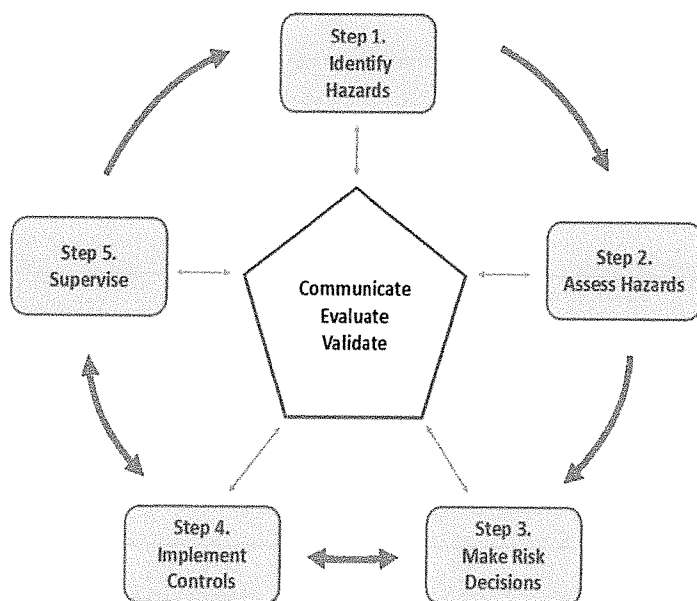 Step 1.
Identify
Hazards
Step 2.
Assess Hazards
Step 3.
Make Risk
Decisions
Step 4.
Implement
Controls
Step 5.
Supervise
Communicate
Evaluate
Validate